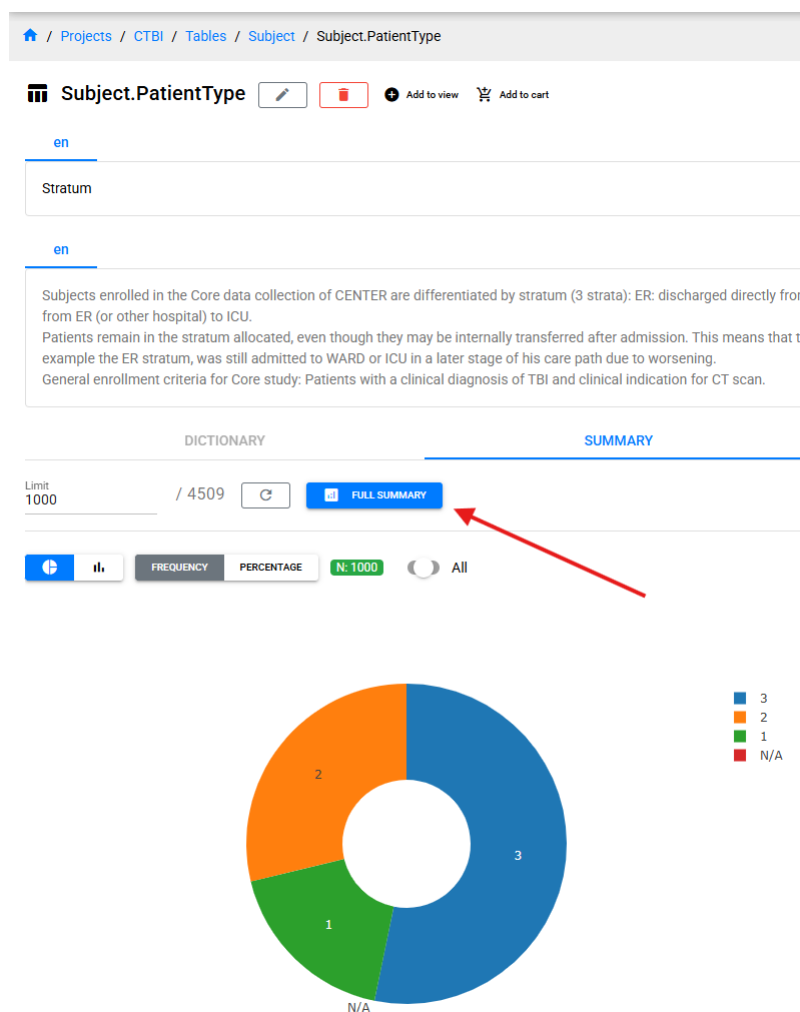 / Projects / CTBI / Tables / Subject / Subject.PatientType
Subject.PatientType Add to view Add to cart
en
Stratum
en
Subjects enrolled in the Core data collection of CENTER are differentiated by stratum (3 strata): ER: discharged directly
from ER (or other hospital) to ICU.
Patients remain in the stratum allocated, even though they may be internally transferred after admission. This means that
example the ER stratum, was still admitted to WARD or ICU in a later stage of his care path due to worsening.
General enrollment criteria for Core study: Patients with a clinical diagnosis of TBI and clinical indication for CT scan.
DICTIONARY SUMMARY
Limit
1000 / 4509 FULL SUMMARY
FREQUENCY PERCENTAGE N: 1000 All
3
2
1
N/A
2
3
1
N/A